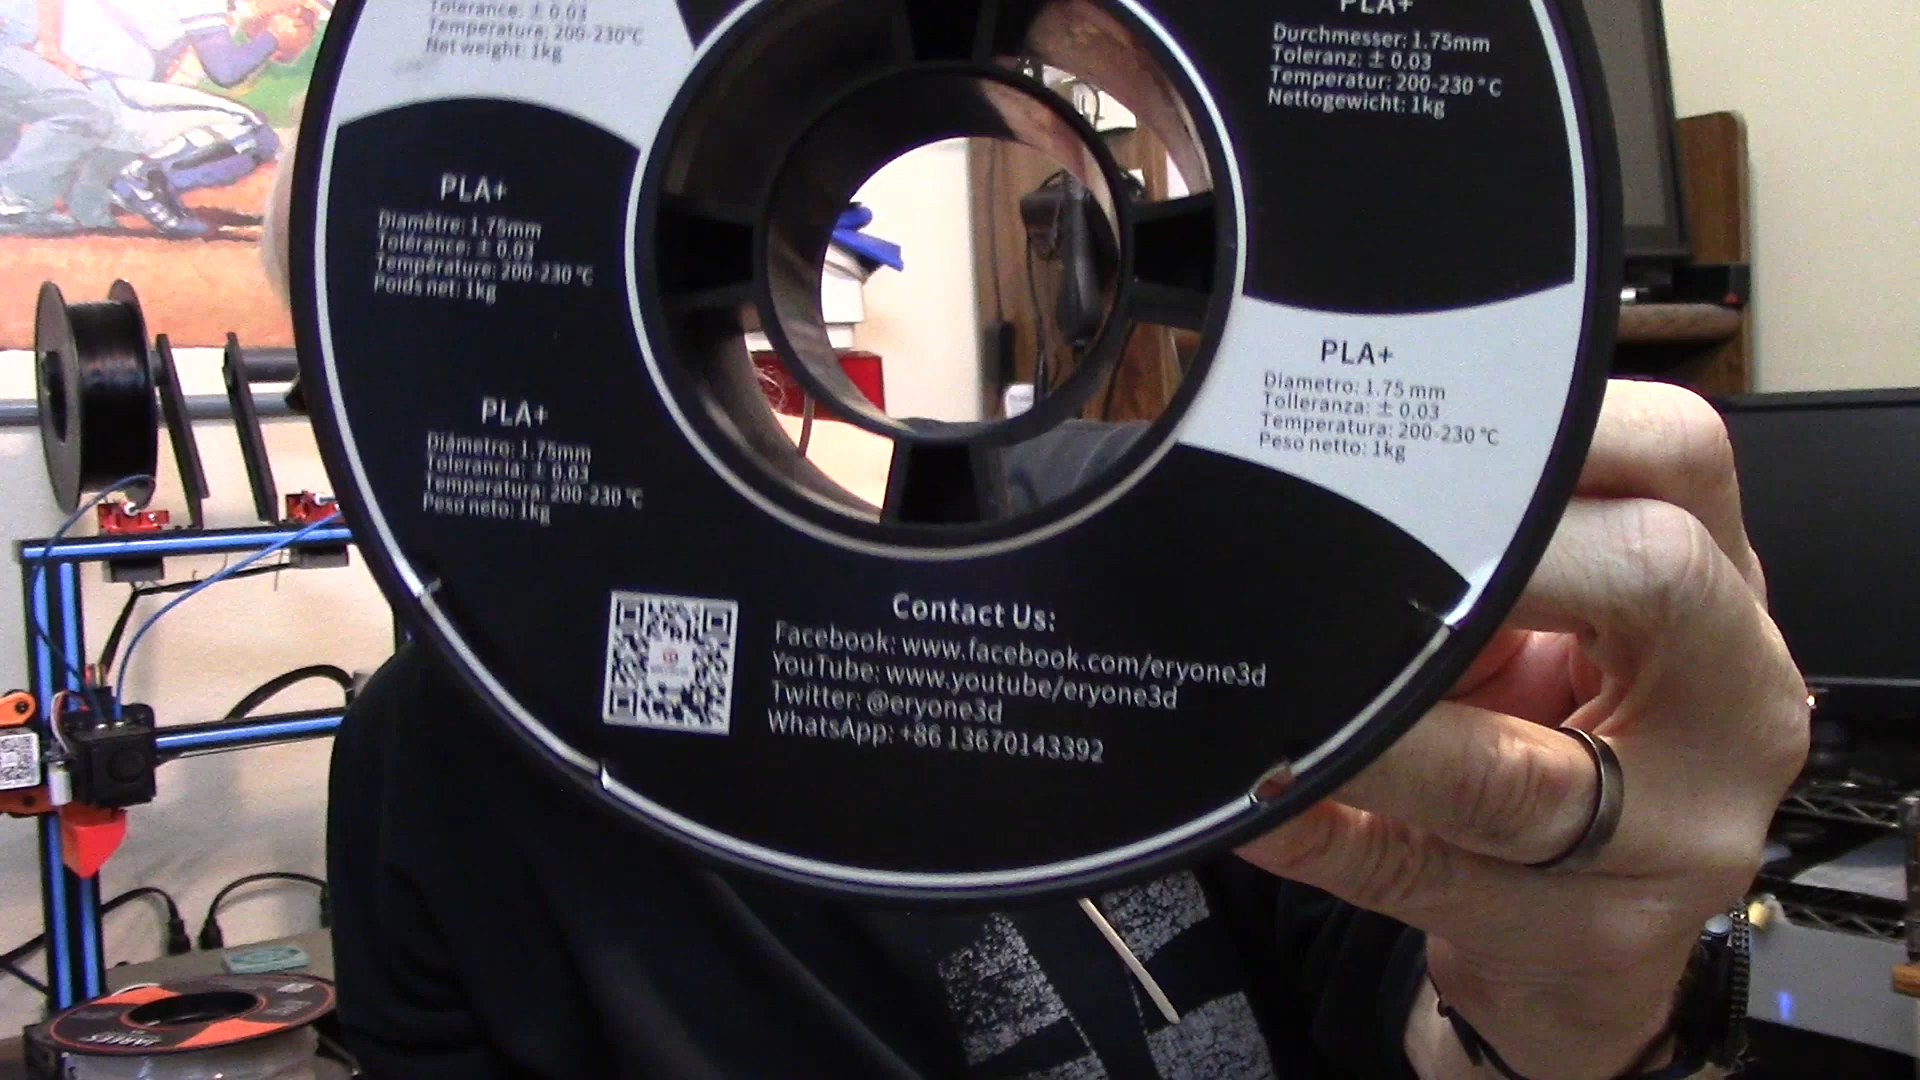 Tolerance: ± 0.03
Temperature: 200-230°C
Net weight: 1kg
PLA+
Durchmesser: 1.75mm
Toleranz: ± 0.03
Temperatur: 200-230°C
Nettogewicht: 1kg
PLA+
Diamètre: 1.75mm
Tolérance: ± 0.03
Température: 200-230°C
Poids net: 1kg
PLA+
Diametro: 1.75 mm
Tolleranza: ± 0.03
Temperatura: 200-230°C
Peso netto: 1kg
PLA+
Diámetro: 1.75mm
Tolerancia: ± 0.03
Temperatura: 200-230°C
Peso neto: 1kg
Contact Us:
Facebook: www.facebook.com/eryone3d
YouTube: www.youtube/eryone3d
Twitter: @eryone3d
WhatsApp: +86 13670143392